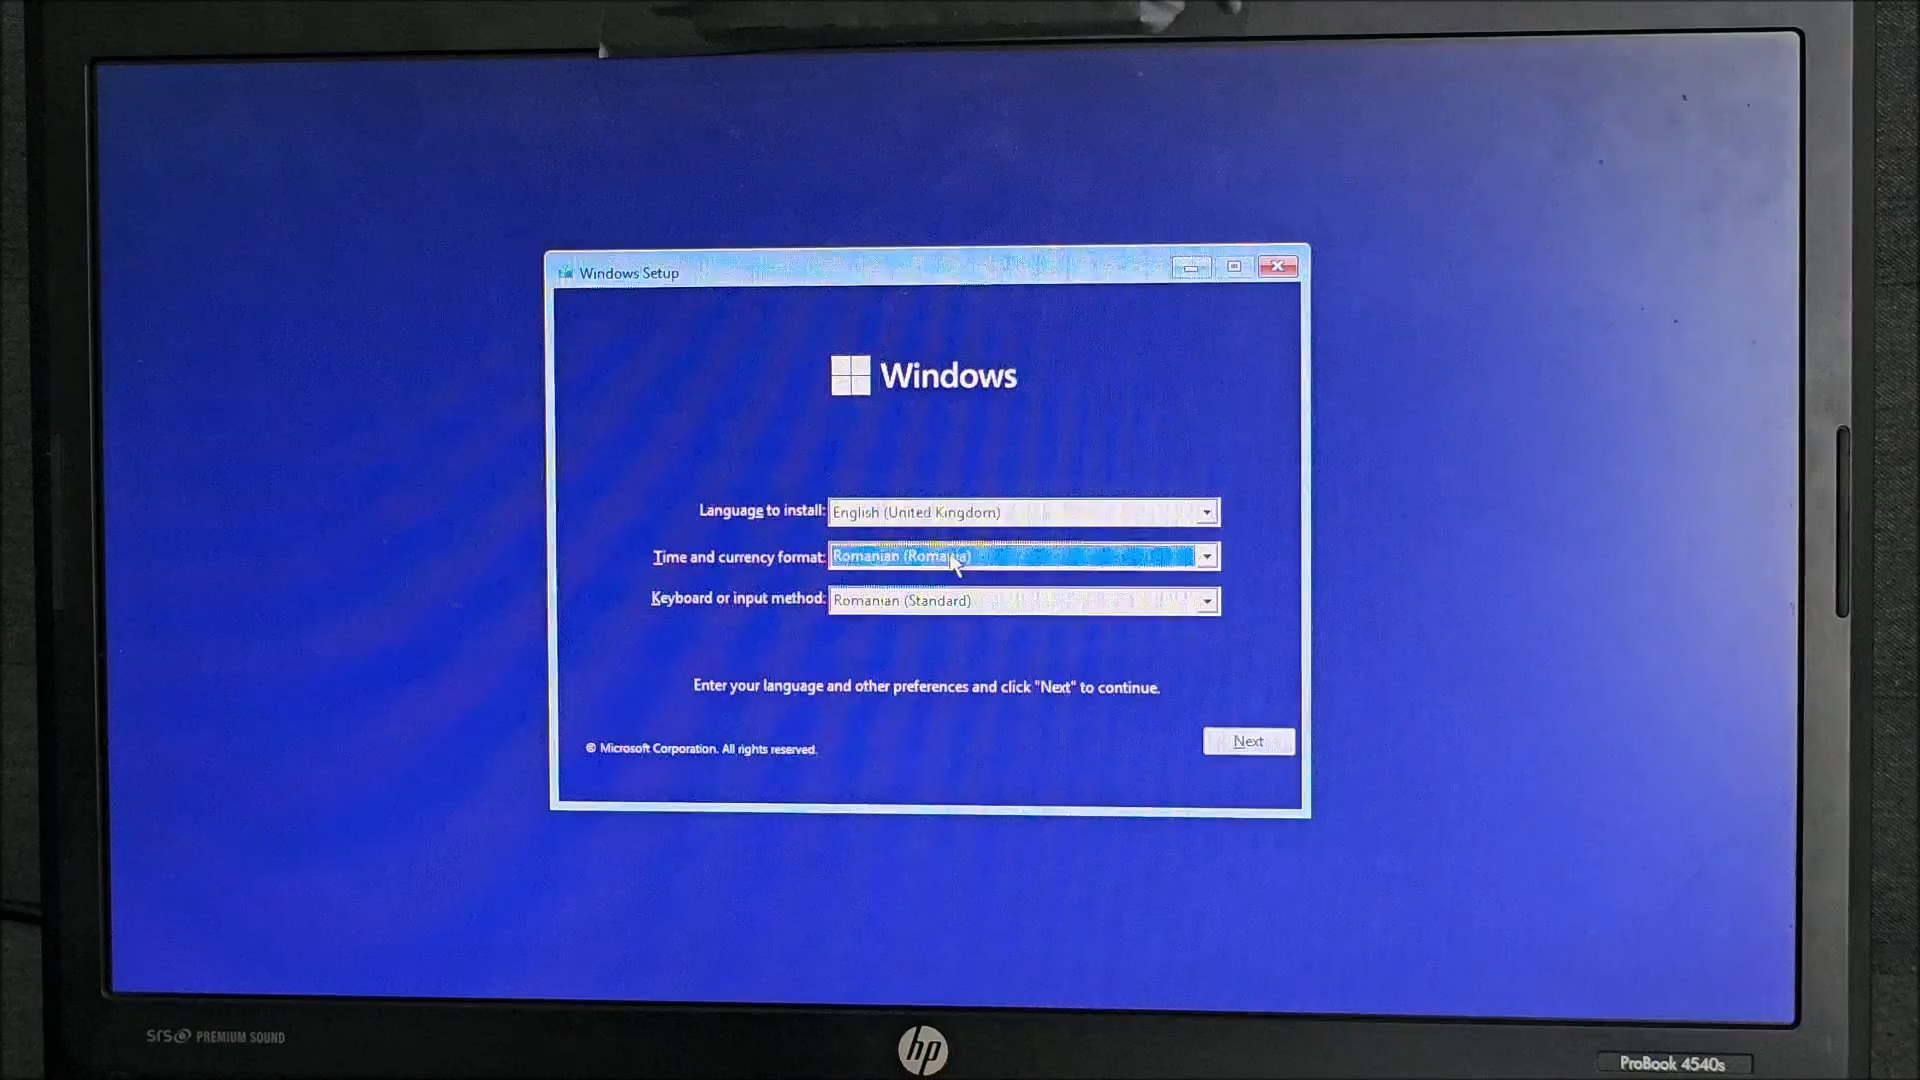 Windows Setup
Windows
Language to install: English (United Kingdom)
Time and currency format: Romanian (Romania)
Keyboard or input method: Romanian (Standard)
Enter your language and other preferences and click "Next" to continue.
© Microsoft Corporation. All rights reserved.
Next
SRS PREMIUM SOUND
hp
ProBook 4540s